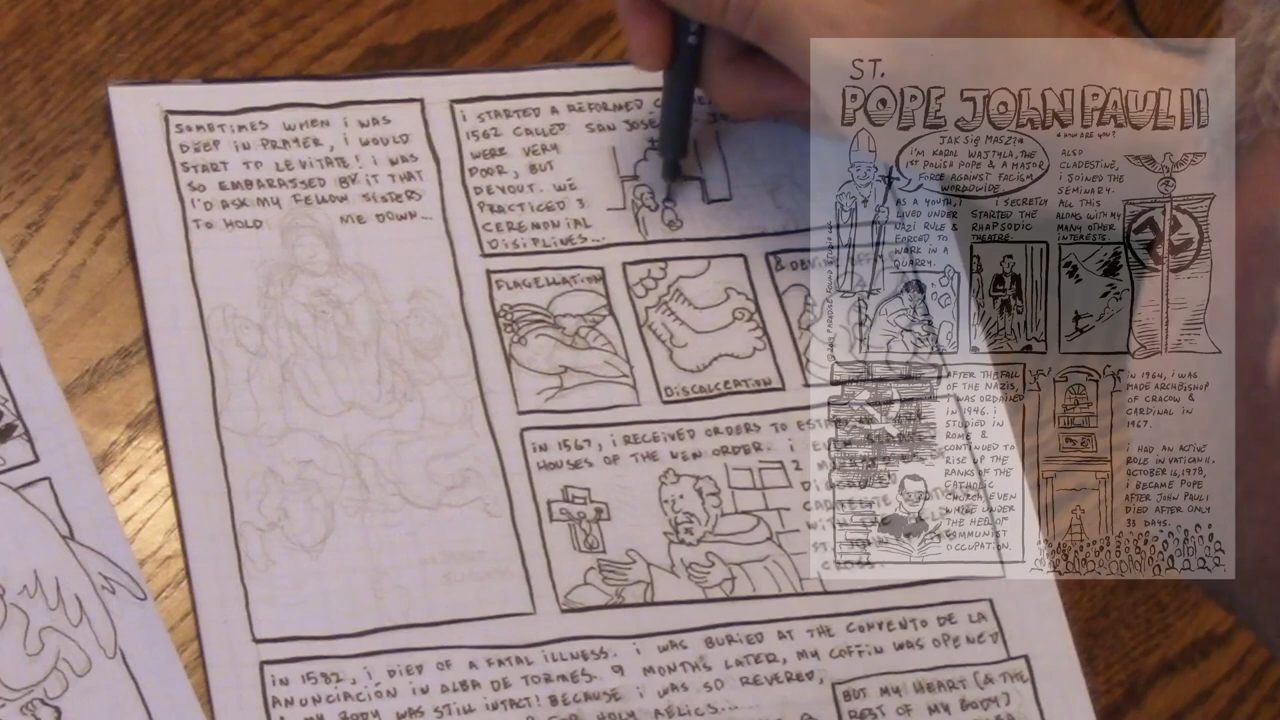 SOMETIMES WHEN i WAS
DEEP IN PRAYER, i WOULD
START TO LEVITATE! i WAS
SO EMBARASSED BY iT THAT
i'D ASK MY FELLOW SISTERS
TO HOLD ME DOWN...
i STARTED A REFORMED
1562 CALLED SAN JOSÉ
WERE VERY
POOR, BUT
DEVOUT. WE
PRACTICED 3
CEREMONIAL
DISIPLINES...
FLAGELLATION
DISCALCEATION
iN 1567, i RECEIVED ORDERS TO
HOUSES OF THE NEW ORDER. i
2
CROSS.
iN 1582, i DIED OF A FATAL iLLNESS. i WAS BURIED AT THE CONVENTO DE LA
ANUNCIACIÓN iN ALBA DE TORMES. 9 MONTHS LATER, MY COFFIN WAS OPENED
& MY BODY WAS STILL iNTACT! BECAUSE i WAS SO REVERED,
FOR HOLY RELICS...
BUT MY HEART (& THE
REST OF MY BODY)
ST.
POPE JOHN PAUL II
JAK SIĘ MASZ?*
* HOW ARE YOU?
i'M KAROL WAJTYLA, THE
1ST POLISH POPE & A MAJOR
FORCE AGAINST FACISM
WORLDWIDE.
AS A YOUTH, i
LIVED UNDER
NAZI RULE &
FORCED TO
WORK IN A
QUARRY.
i SECRETLY
STARTED THE
RHAPSODIC
THEATRE.
ALSO
CLADESTINE,
i JOINED THE
SEMINARY.
ALL THIS
ALONG WITH MY
MANY OTHER
INTERESTS.
AFTER THE FALL
OF THE NAZIS,
i WAS ORDAINED
IN 1946. i
STUDIED IN
ROME &
CONTINUED TO
RISE UP THE
RANKS OF THE
CATHOLIC
CHURCH, EVEN
WHILE UNDER
THE HEEL OF
COMMUNIST
OCCUPATION.
iN 1964, i WAS
MADE ARCHBISHOP
OF CRACOW &
CARDINAL IN
1967.
i HAD AN ACTIVE
ROLE IN VATICAN II.
OCTOBER 16, 1978,
i BECAME POPE
AFTER JOHN PAUL I
DIED AFTER ONLY
33 DAYS.